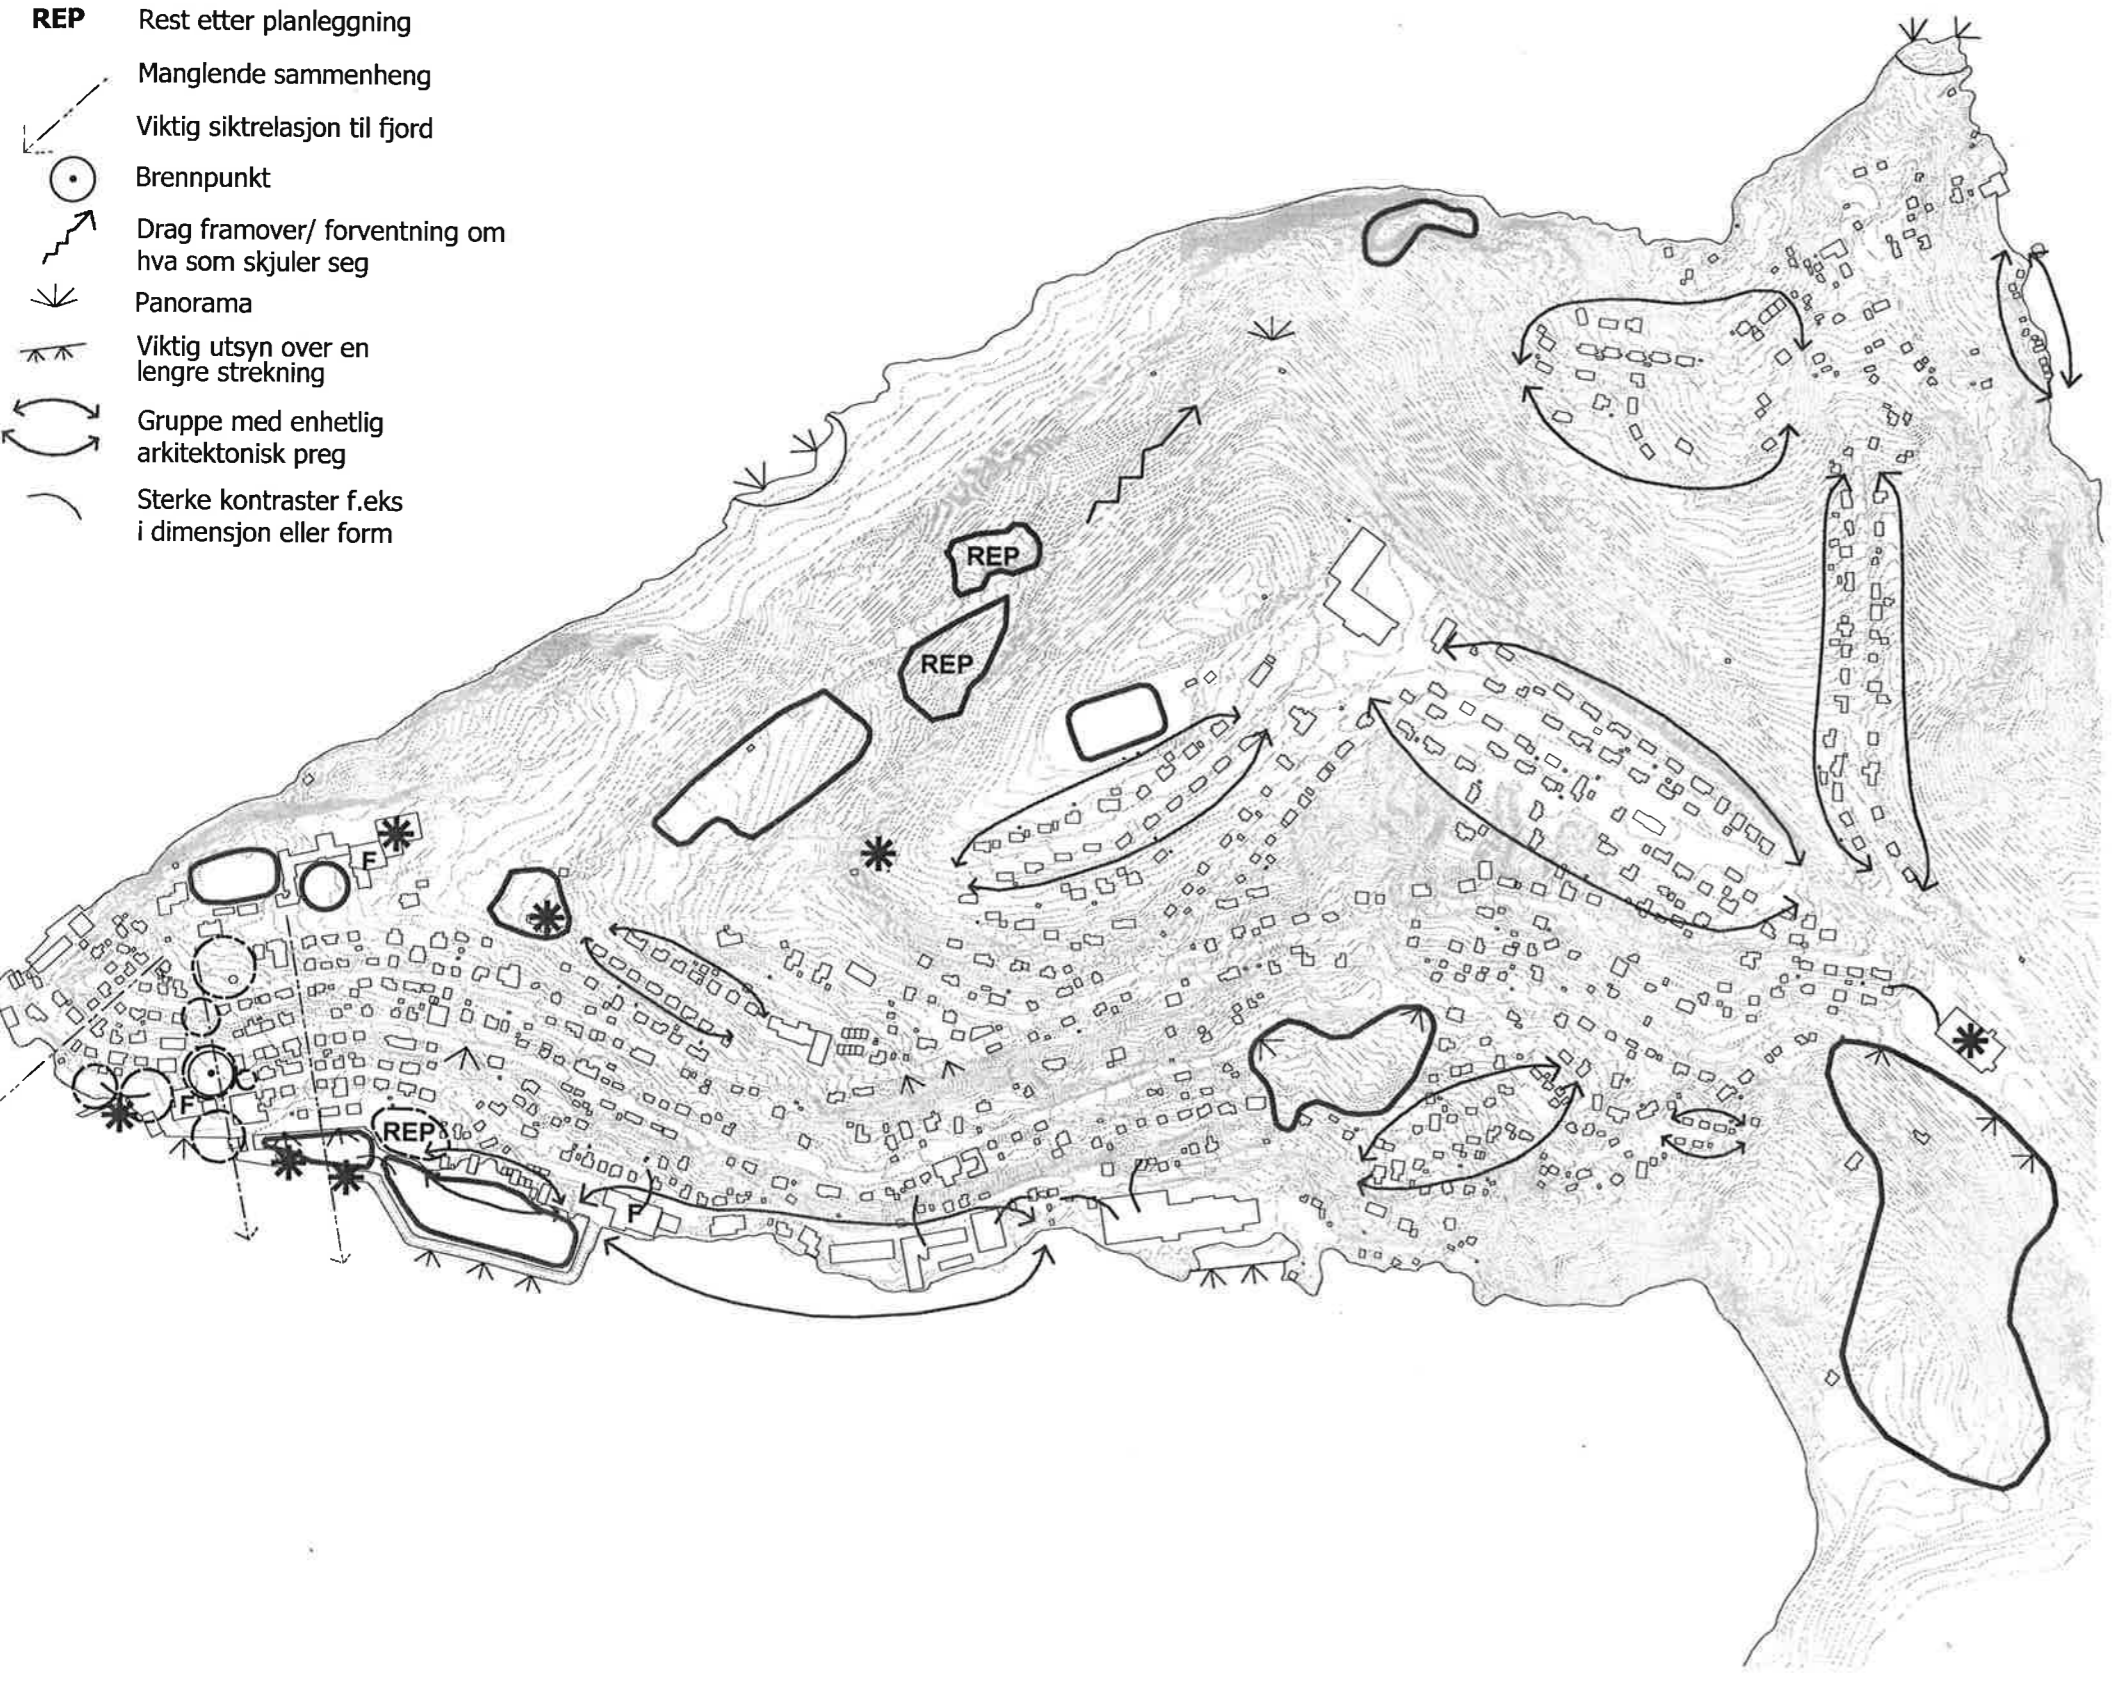 REP Rest etter planleggning
Manglende sammenheng
Viktig siktrelasjon til fjord
Brennpunkt
Drag framover/ forventning om
hva som skjuler seg
Panorama
Viktig utsyn over en
lengre strekning
Gruppe med enhetlig
arkitektonisk preg
Sterke kontraster f.eks
i dimensjon eller form
REP
REP
F
F
REP
F